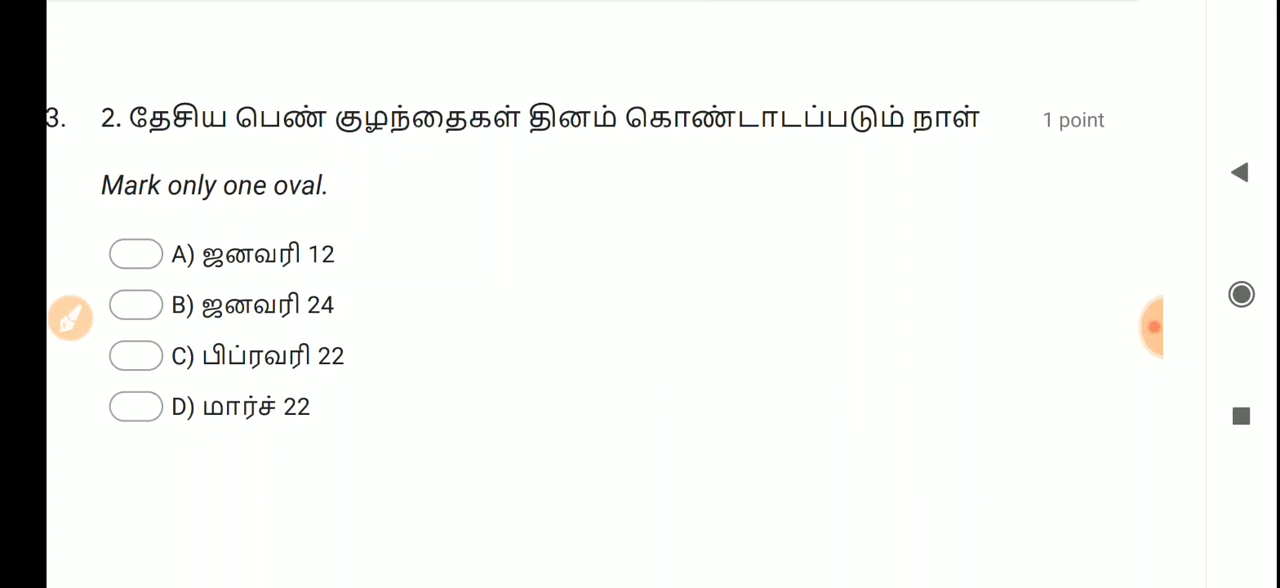 3. 2. தேசிய பெண் குழந்தைகள் தினம் கொண்டாடப்படும் நாள் 1 point
Mark only one oval.
A) ஜனவரி 12
B) ஜனவரி 24
C) பிப்ரவரி 22
D) மார்ச் 22